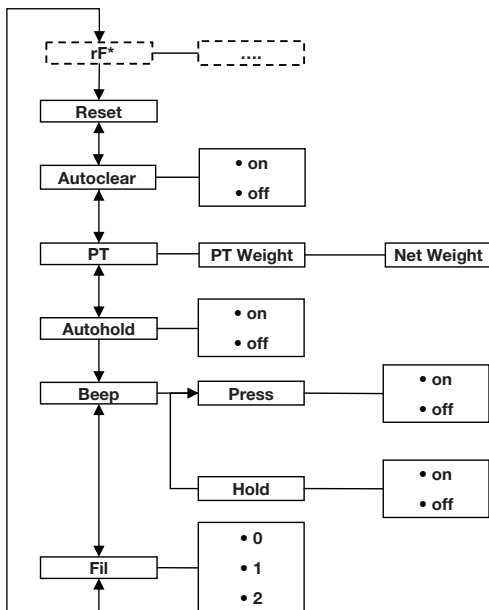 rF* ....
Reset
Autoclear
• on
• off
PT PT Weight Net Weight
Autohold
• on
• off
Beep Press
• on
• off
Hold
• on
• off
Fil
• 0
• 1
• 2